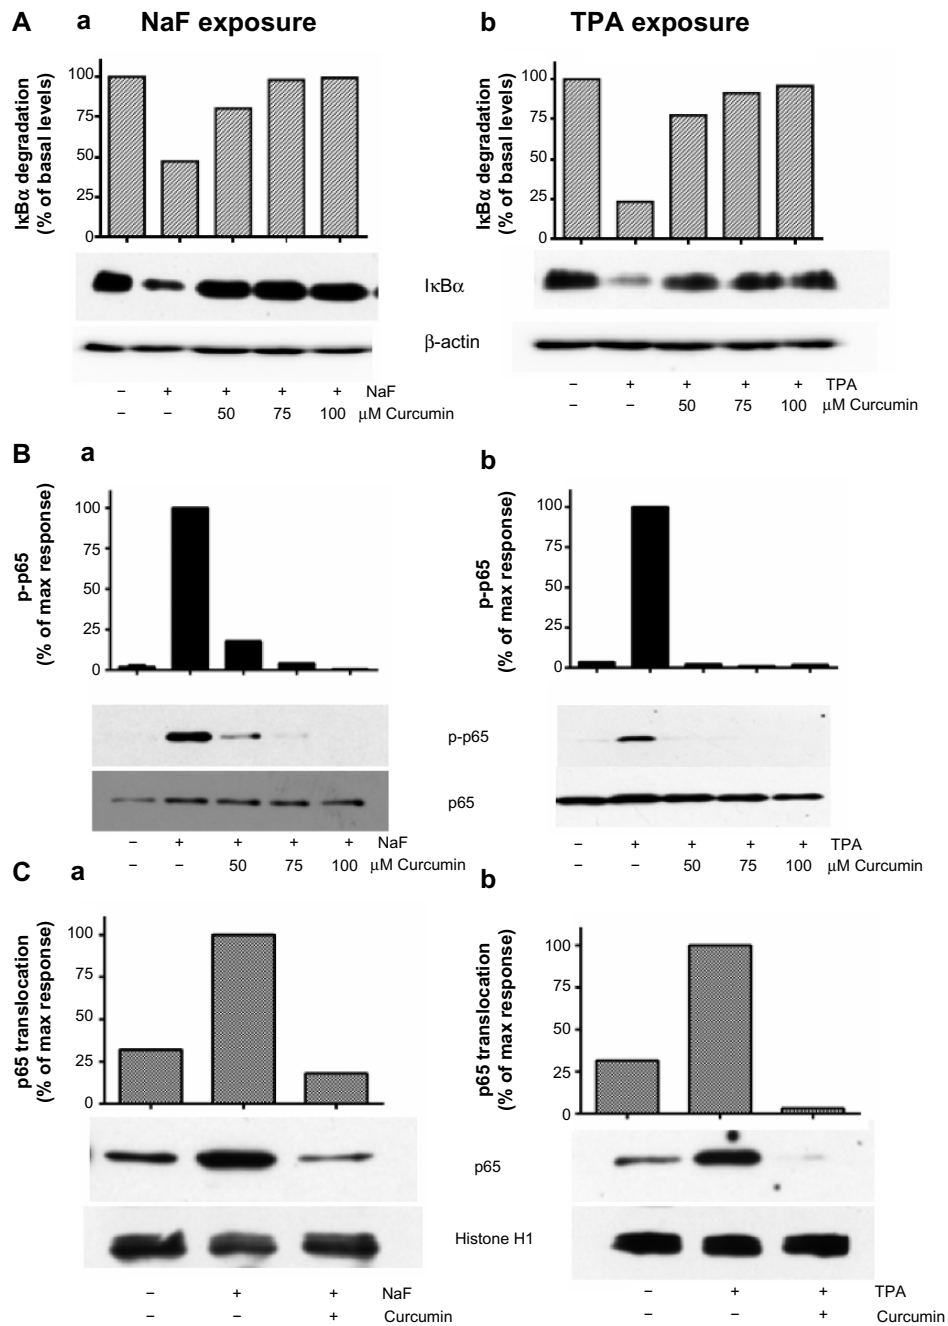 A a NaF exposure b TPA exposure
IκBα degradation
(% of basal levels)
100
75
50
25
0
IκBα degradation
(% of basal levels)
100
75
50
25
0
IκBα
β-actin
– + + + + NaF
– – 50 75 100 μM Curcumin
– + + + + TPA
– – 50 75 100 μM Curcumin
B a b
p-p65
(% of max response)
100
75
50
25
0
p-p65
(% of max response)
100
75
50
25
0
p-p65
p65
– + + + + NaF
– – 50 75 100 μM Curcumin
– + + + + TPA
– – 50 75 100 μM Curcumin
C a b
p65 translocation
(% of max response)
100
75
50
25
0
p65 translocation
(% of max response)
100
75
50
25
0
p65
Histone H1
– + + NaF
– – + Curcumin
– + + TPA
– – + Curcumin